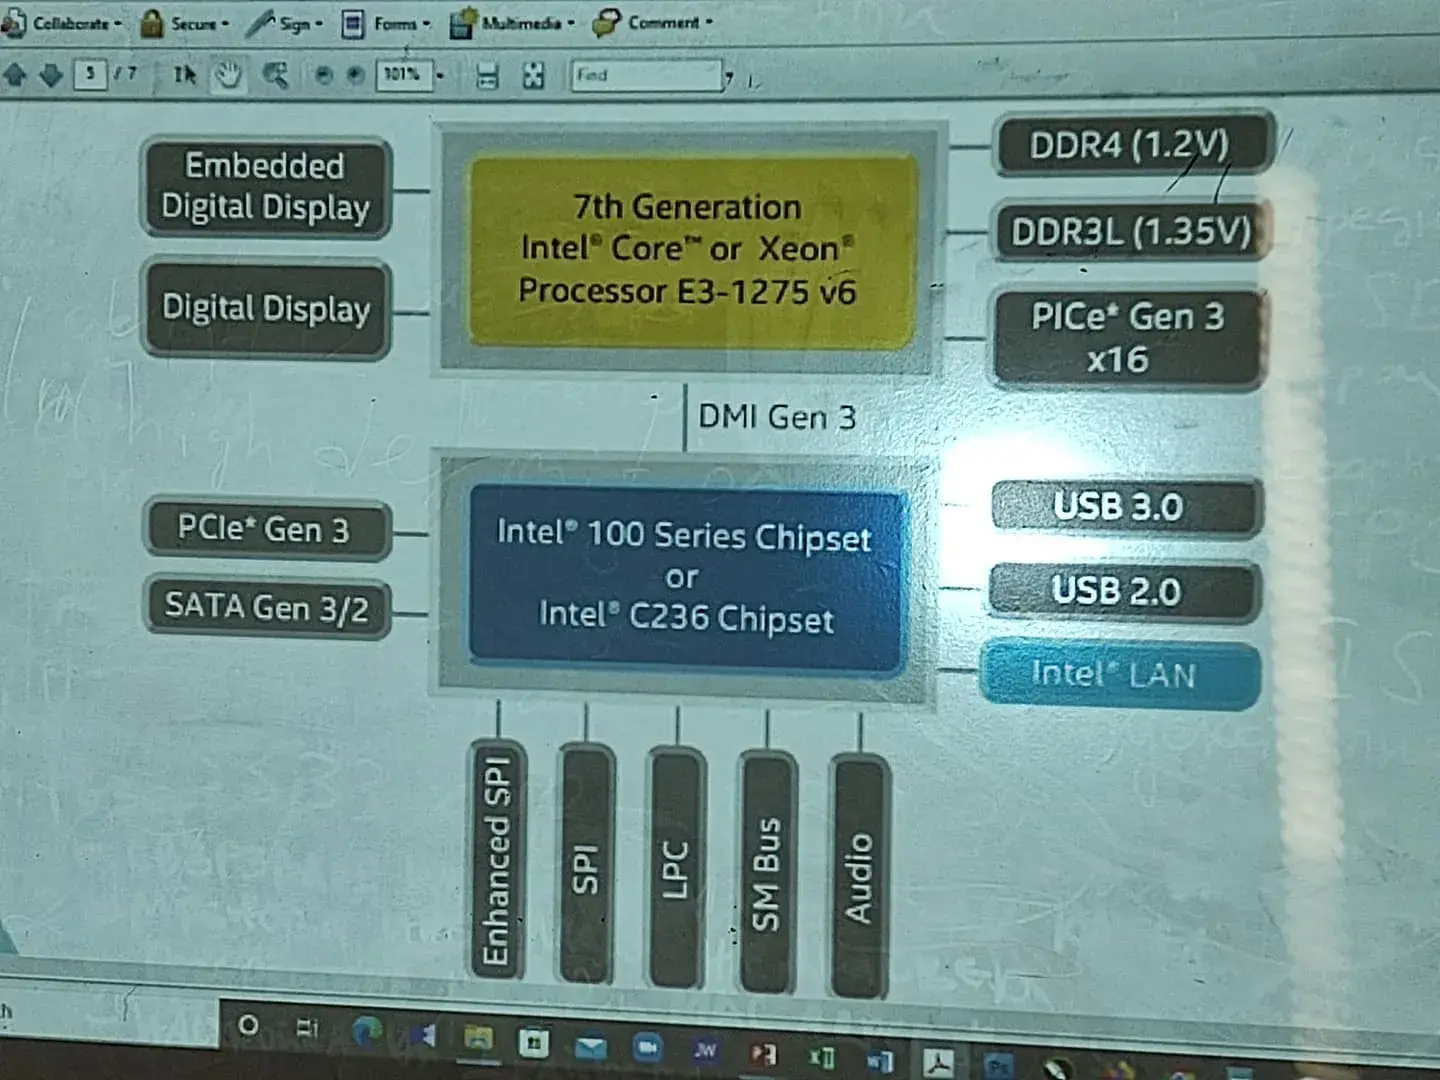 Collaborate
Secure
Sign
Forms
Multimedia
Comment
/ 7
101%
Find
Embedded
Digital Display
Digital Display
7th Generation
Intel® Core™ or Xeon®
Processor E3-1275 v6
DDR4 (1.2V)
DDR3L (1.35V)
PICe* Gen 3
x16
DMI Gen 3
PCIe* Gen 3
SATA Gen 3/2
Intel® 100 Series Chipset
or
Intel® C236 Chipset
USB 3.0
USB 2.0
Intel® LAN
Enhanced SPI
SPI
LPC
SM Bus
Audio
JW